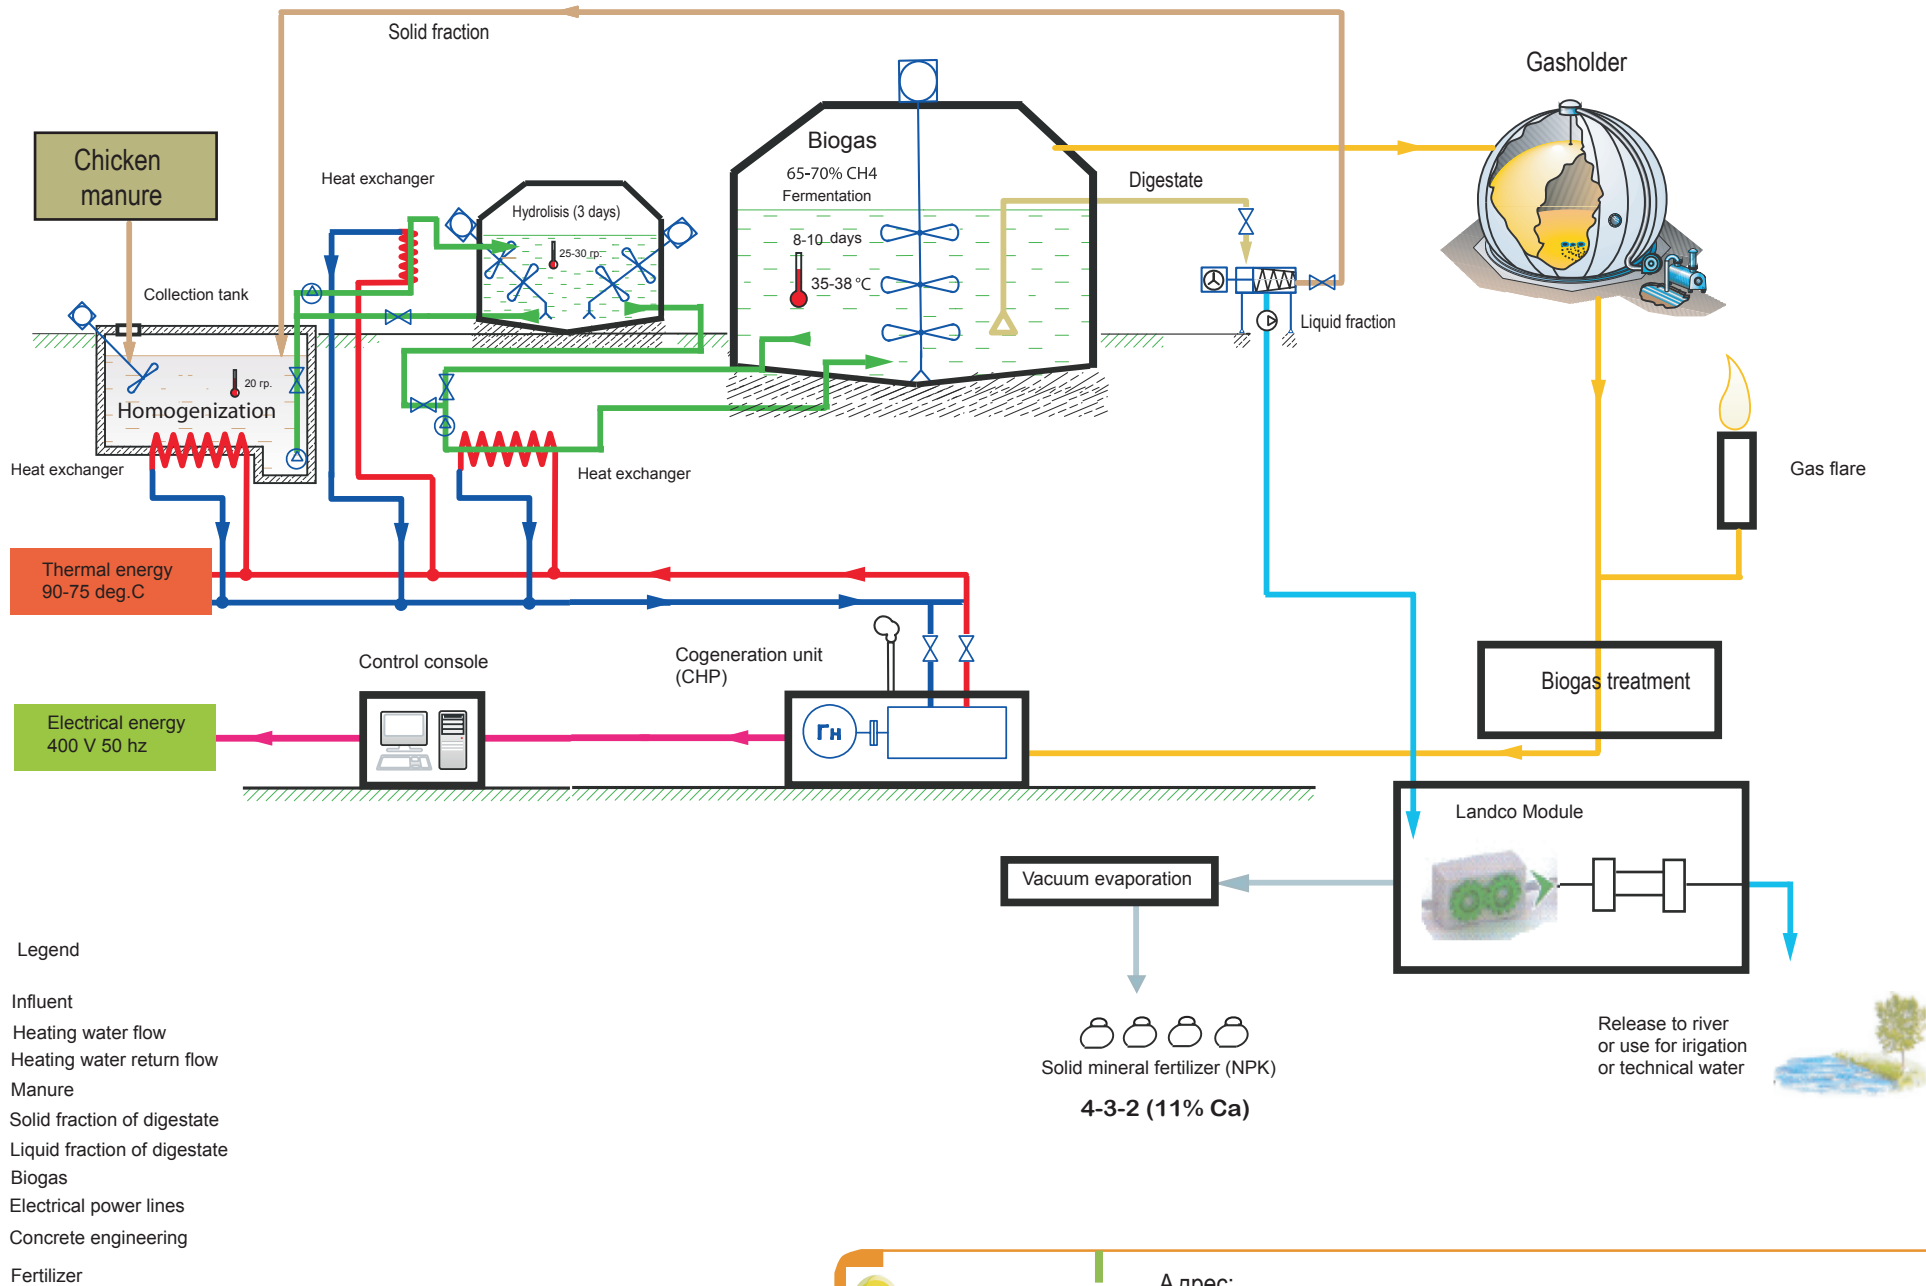 Solid fraction
Gasholder
Chicken
manure
Heat exchanger
Biogas
65-70% CH4
Fermentation
Digestate
Hydrolisis (3 days)
8-10 days
25-30 гр.
35-38 °C
Collection tank
Liquid fraction
20 гр.
Homogenization
Heat exchanger
Heat exchanger
Gas flare
Thermal energy
90-75 deg.C
Control console
Cogeneration unit
(CHP)
Biogas treatment
Electrical energy
400 V 50 hz
Гн
Landco Module
Vacuum evaporation
Legend
Influent
Heating water flow
Heating water return flow
Manure
Solid fraction of digestate
Liquid fraction of digestate
Biogas
Electrical power lines
Concrete engineering
Fertilizer
Solid mineral fertilizer (NPK)
4-3-2 (11% Ca)
Release to river
or use for irigation
or technical water
Адрес: